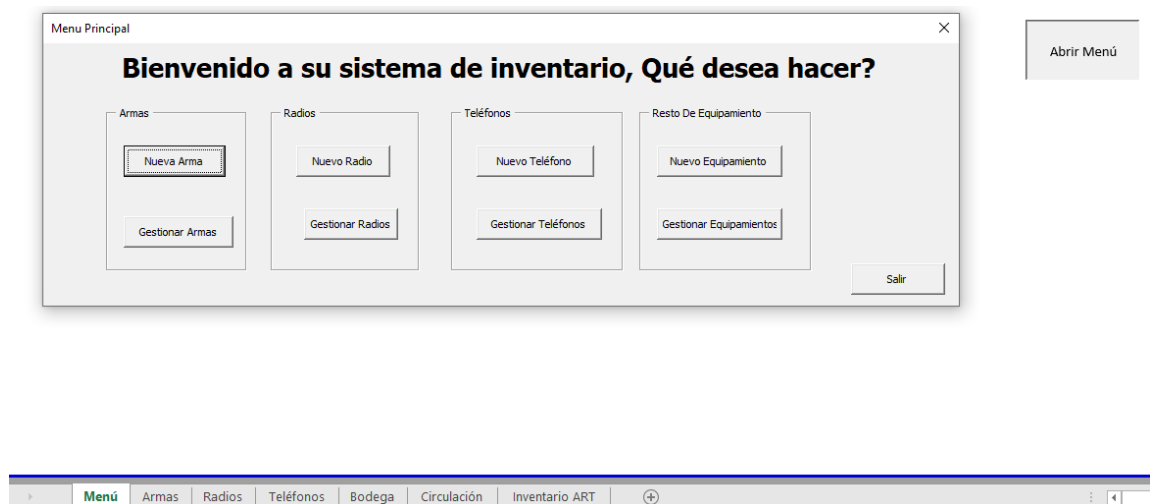 Menu Principal
Abrir Menú
Bienvenido a su sistema de inventario, Qué desea hacer?
Armas
Radios
Teléfonos
Resto De Equipamiento
Nueva Arma
Nuevo Radio
Nuevo Teléfono
Nuevo Equipamiento
Gestionar Armas
Gestionar Radios
Gestionar Teléfonos
Gestionar Equipamientos
Salir
Menú Armas Radios Teléfonos Bodega Circulación Inventario ART